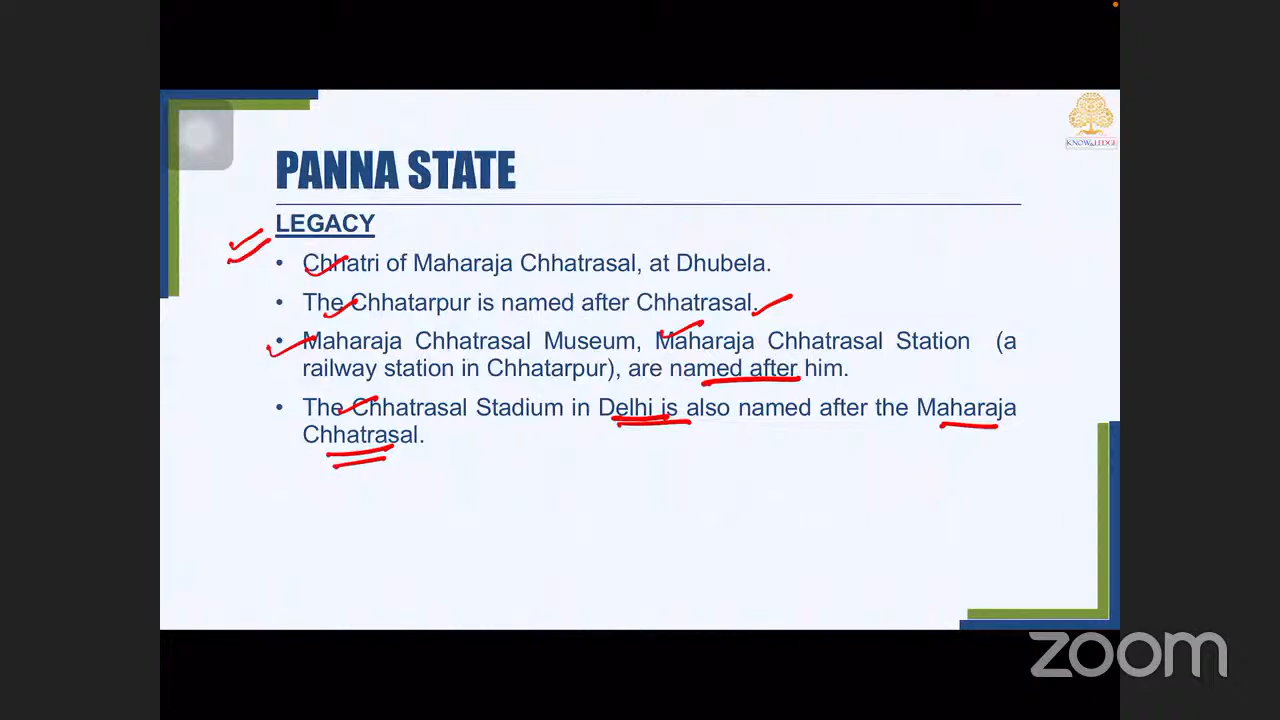 KNOWLEDGE
PANNA STATE
LEGACY
• Chhatri of Maharaja Chhatrasal, at Dhubela.
• The Chhatarpur is named after Chhatrasal.
• Maharaja Chhatrasal Museum, Maharaja Chhatrasal Station (a
railway station in Chhatarpur), are named after him.
• The Chhatrasal Stadium in Delhi is also named after the Maharaja
Chhatrasal.
zoom